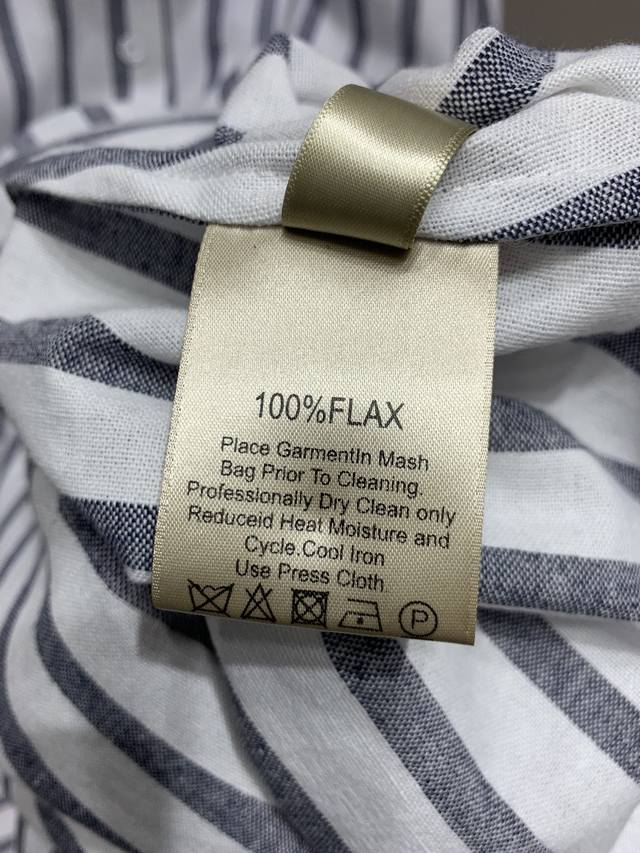 100%FLAX
Place GarmentIn Mash
Bag Prior To Cleaning.
Professionally Dry Clean only
Reduceid Heat Moisture and
Cycle.Cool Iron
Use Press Cloth
P